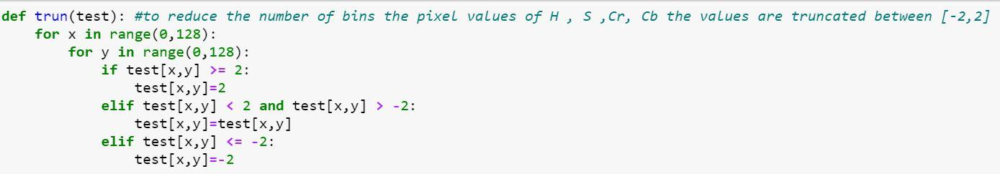 def trun(test): #to reduce the number of bins the pixel values of H , S ,Cr, Cb the values are truncated between [-2,2]
    for x in range(0,128):
        for y in range(0,128):
            if test[x,y] >= 2:
                test[x,y]=2
            elif test[x,y] < 2 and test[x,y] > -2:
                test[x,y]=test[x,y]
            elif test[x,y] <= -2:
                test[x,y]=-2